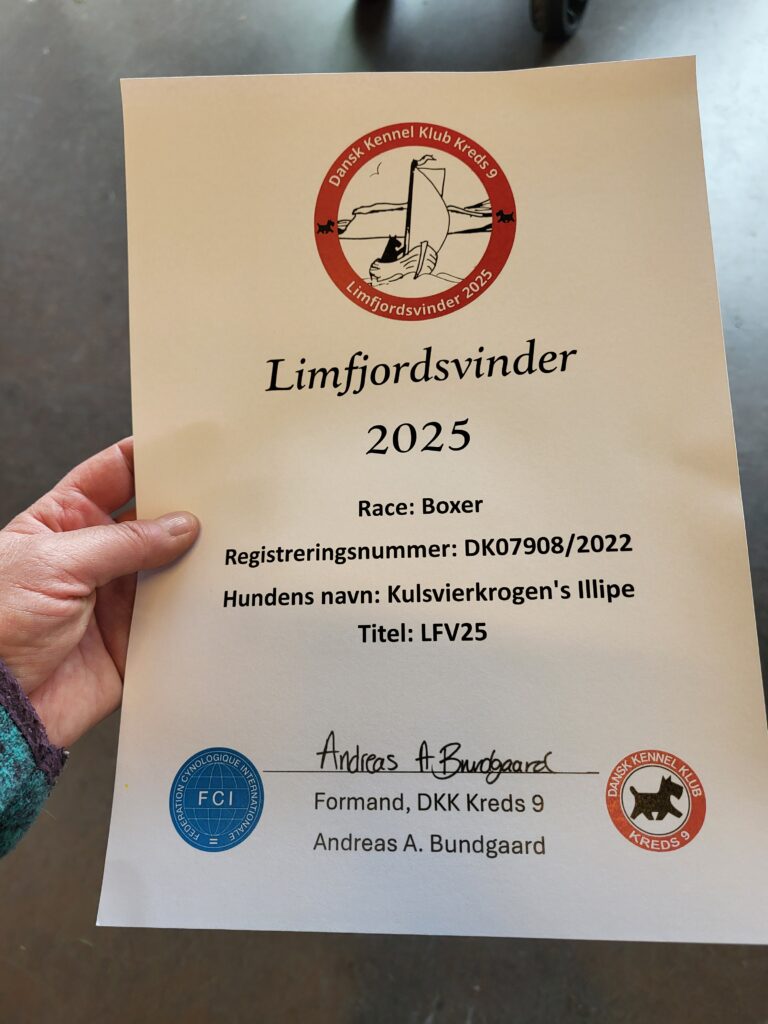 Dansk Kennel Klub Kreds 9
Limfjordsvinder 2025
Limfjordsvinder
2025
Race: Boxer
Registreringsnummer: DK07908/2022
Hundens navn: Kulsvierkrogen's Illipe
Titel: LFV25
Andreas A. Bundgaard
Formand, DKK Kreds 9
Andreas A. Bundgaard
FEDERATION CYNOLOGIQUE INTERNATIONALE
FCI
DANSK KENNEL KLUB
KREDS 9